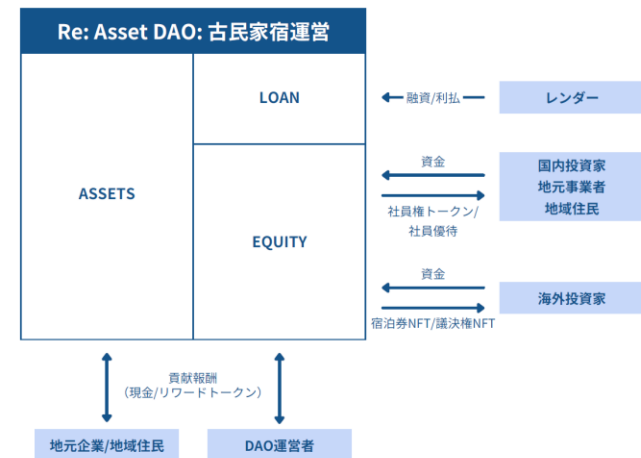 Re: Asset DAO: 古民家宿運営
ASSETS
LOAN
EQUITY
融資/利払
レンダー
資金
社員権トークン/
社員優待
国内投資家
地元事業者
地域住民
資金
宿泊券NFT/議決権NFT
海外投資家
貢献報酬
（現金/リワードトークン）
地元企業/地域住民
DAO運営者